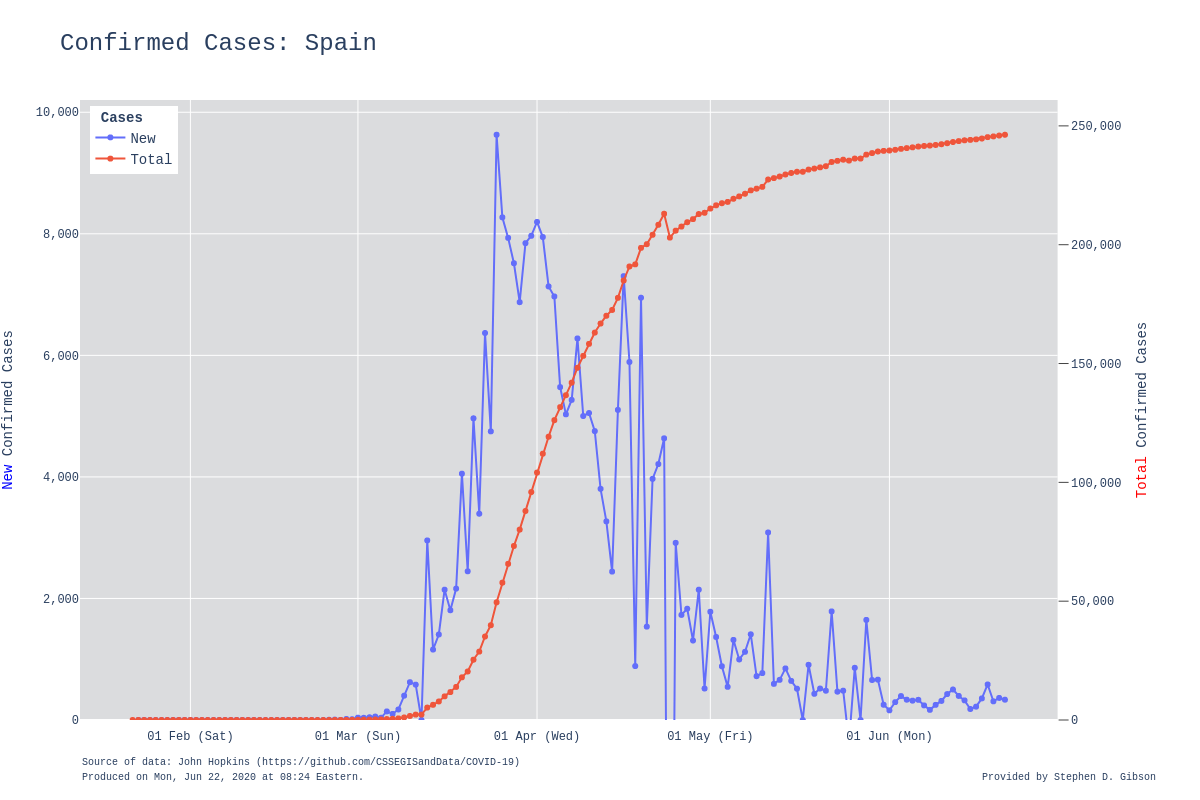 Confirmed Cases: Spain
Cases
New
Total
10,000
8,000
6,000
4,000
2,000
0
250,000
200,000
150,000
100,000
50,000
0
New Confirmed Cases
Total Confirmed Cases
01 Feb (Sat)
01 Mar (Sun)
01 Apr (Wed)
01 May (Fri)
01 Jun (Mon)
Source of data: John Hopkins (https://github.com/CSSEGISandData/COVID-19)
Produced on Mon, Jun 22, 2020 at 08:24 Eastern.
Provided by Stephen D. Gibson